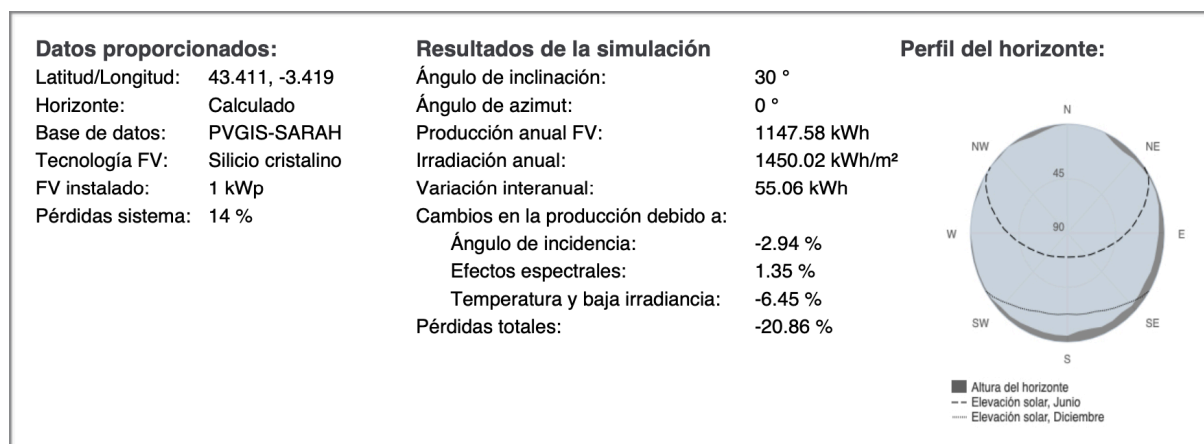 Datos proporcionados:
Latitud/Longitud: 43.411, -3.419
Horizonte: Calculado
Base de datos: PVGIS-SARAH
Tecnología FV: Silicio cristalino
FV instalado: 1 kWp
Pérdidas sistema: 14 %
Resultados de la simulación
Ángulo de inclinación: 30 °
Ángulo de azimut: 0 °
Producción anual FV: 1147.58 kWh
Irradiación anual: 1450.02 kWh/m²
Variación interanual: 55.06 kWh
Cambios en la producción debido a:
Ángulo de incidencia: -2.94 %
Efectos espectrales: 1.35 %
Temperatura y baja irradiancia: -6.45 %
Pérdidas totales: -20.86 %
Perfil del horizonte:
N
NW NE
45
W 90 E
SW SE
S
Altura del horizonte
Elevación solar, Junio
Elevación solar, Diciembre